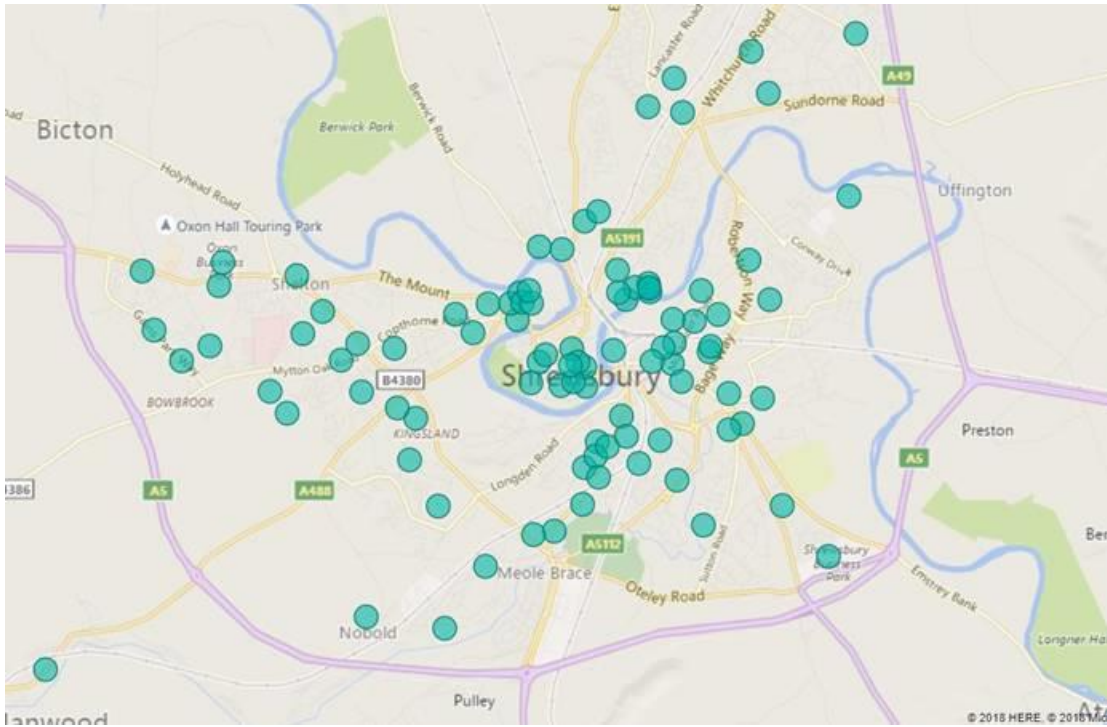 Lancaster Road
Whitchurch Road
A49
Sundorne Road
Berwick Road
Berwick Park
Bicton
Holyhead Road
Uffington
Oxon Hall Touring Park
A5191
Oxon
Conway Drive
Robertson Way
Shelton
The Mount
Copthorne Road
Mytton Oak
B4380
Shrewsbury
Bage Way
BOWBROOK
KINGSLAND
Preston
Longden Road
A5
A5
A488
A5112
Sutton Road
Shrewsbury
Business
Park
Meole Brace
Oteley Road
Emstrey Bank
Nobold
Longner Ha
Pulley
anwood
© 2018 HERE, © 2018